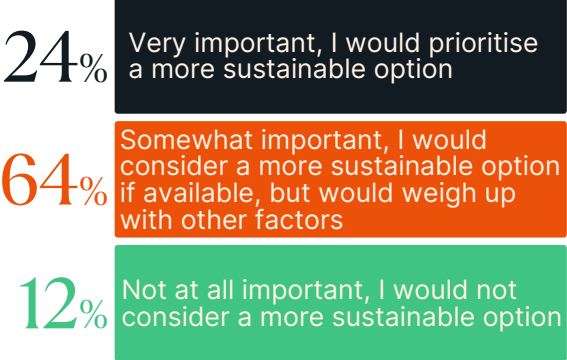 24%
Very important, I would prioritise
a more sustainable option
64%
Somewhat important, I would
consider a more sustainable option
if available, but would weigh up
with other factors
12%
Not at all important, I would not
consider a more sustainable option